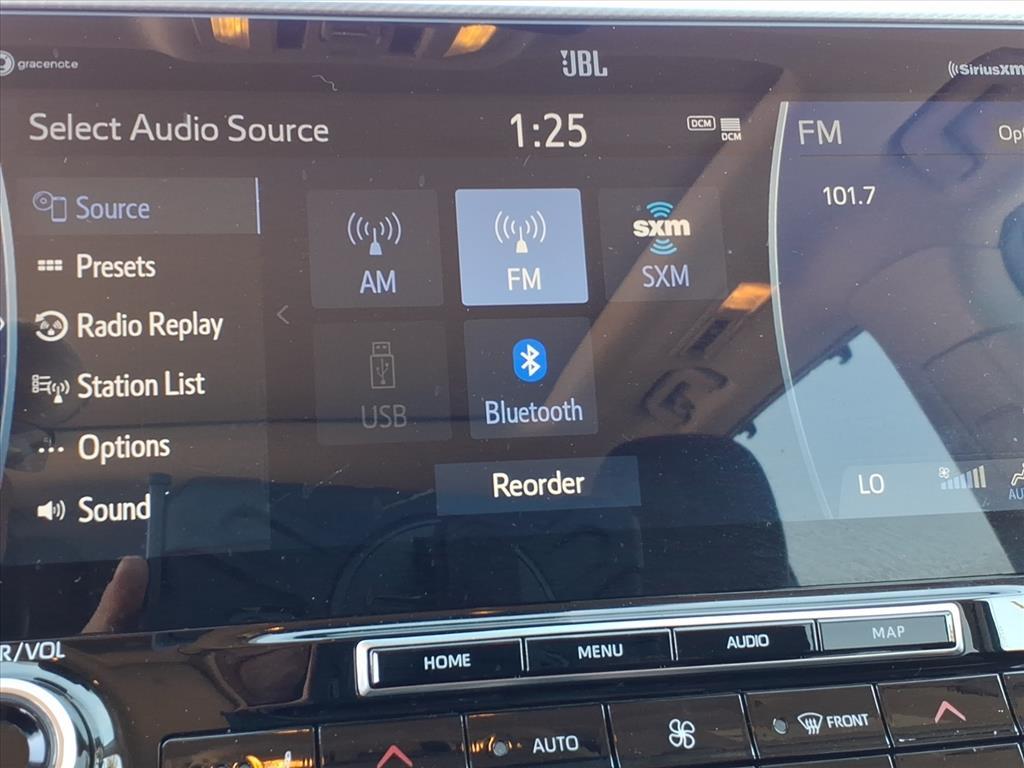 gracenote
JBL
SiriusXM
Select Audio Source
1:25
DCM
DCM
FM
Source
AM
FM
sxm
SXM
101.7
Presets
Radio Replay
Station List
USB
Bluetooth
Options
Reorder
LO
Sound
R/VOL
HOME
MENU
AUDIO
MAP
AUTO
FRONT